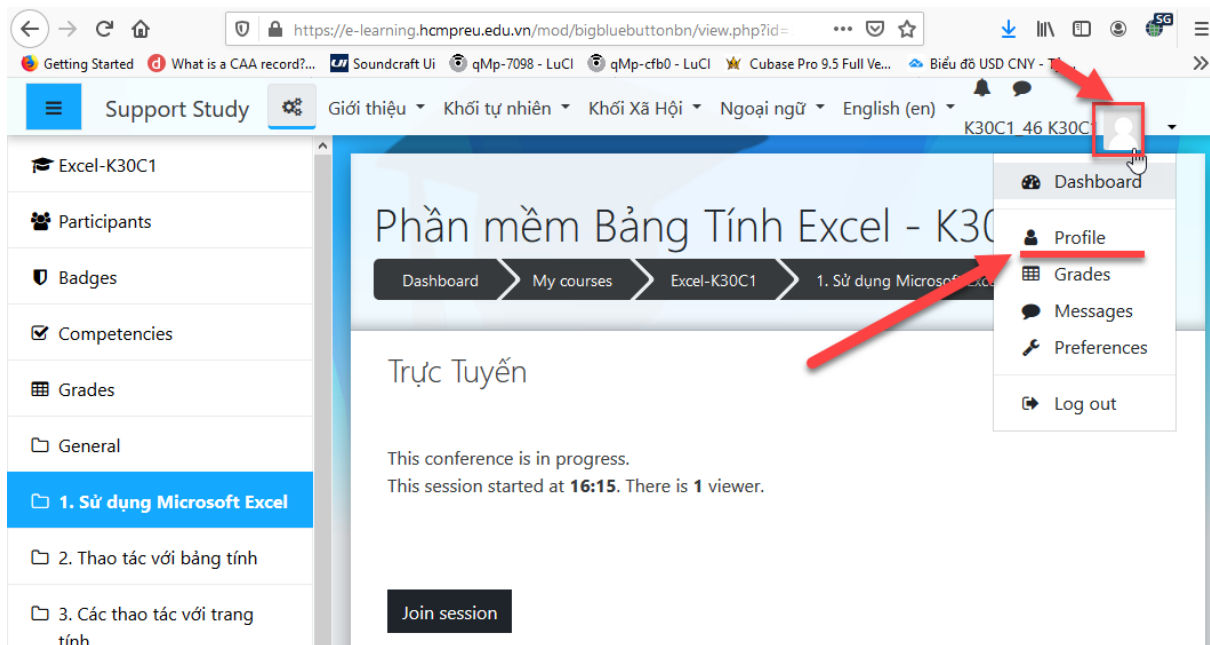 https://e-learning.hcmpreu.edu.vn/mod/bigbluebuttonbn/view.php?id=
SG
Getting Started What is a CAA record?... Soundcraft Ui qMp-7098 - LuCI qMp-cfb0 - LuCI Cubase Pro 9.5 Full Ve... Biểu đồ USD CNY -
Support Study Giới thiệu Khối tự nhiên Khối Xã Hội Ngoại ngữ English (en)
K30C1_46 K30C1
Excel-K30C1
Participants
Badges
Competencies
Grades
General
1. Sử dụng Microsoft Excel
2. Thao tác với bảng tính
3. Các thao tác với trang
tính
Phần mềm Bảng Tính Excel -
Dashboard My courses Excel-K30C1 1. Sử dụng Microsoft
Trực Tuyến
This conference is in progress.
This session started at 16:15. There is 1 viewer.
Join session
Dashboard
Profile
Grades
Messages
Preferences
Log out